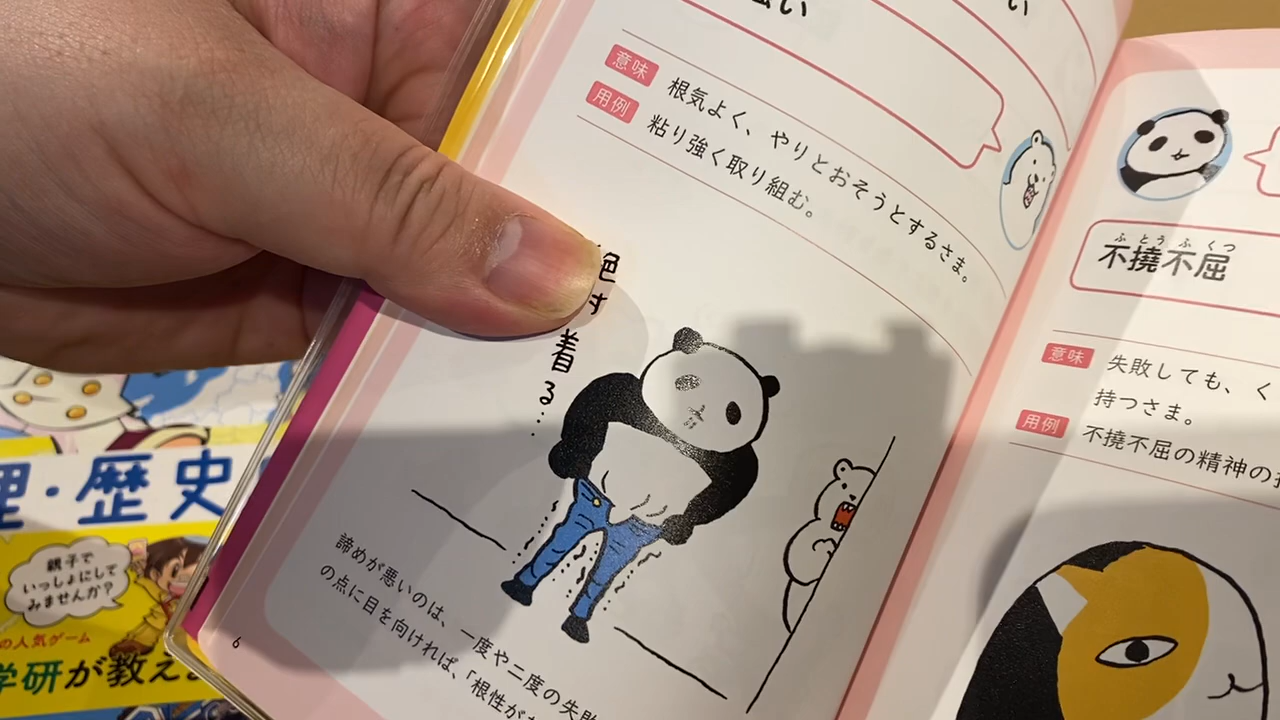 い
意味 根気よく、やりとおそうとするさま。
用例 粘り強く取り組む。
着る…
諦めが悪いのは、一度や二度の失敗
の点に目を向ければ、「根性が
6
不撓不屈
ふとうふくつ
意味 失敗しても、く
持つさま。
用例 不撓不屈の精神の
理・歴史
親子で
いっしょにして
みませんか?
の人気ゲーム
学研が教え